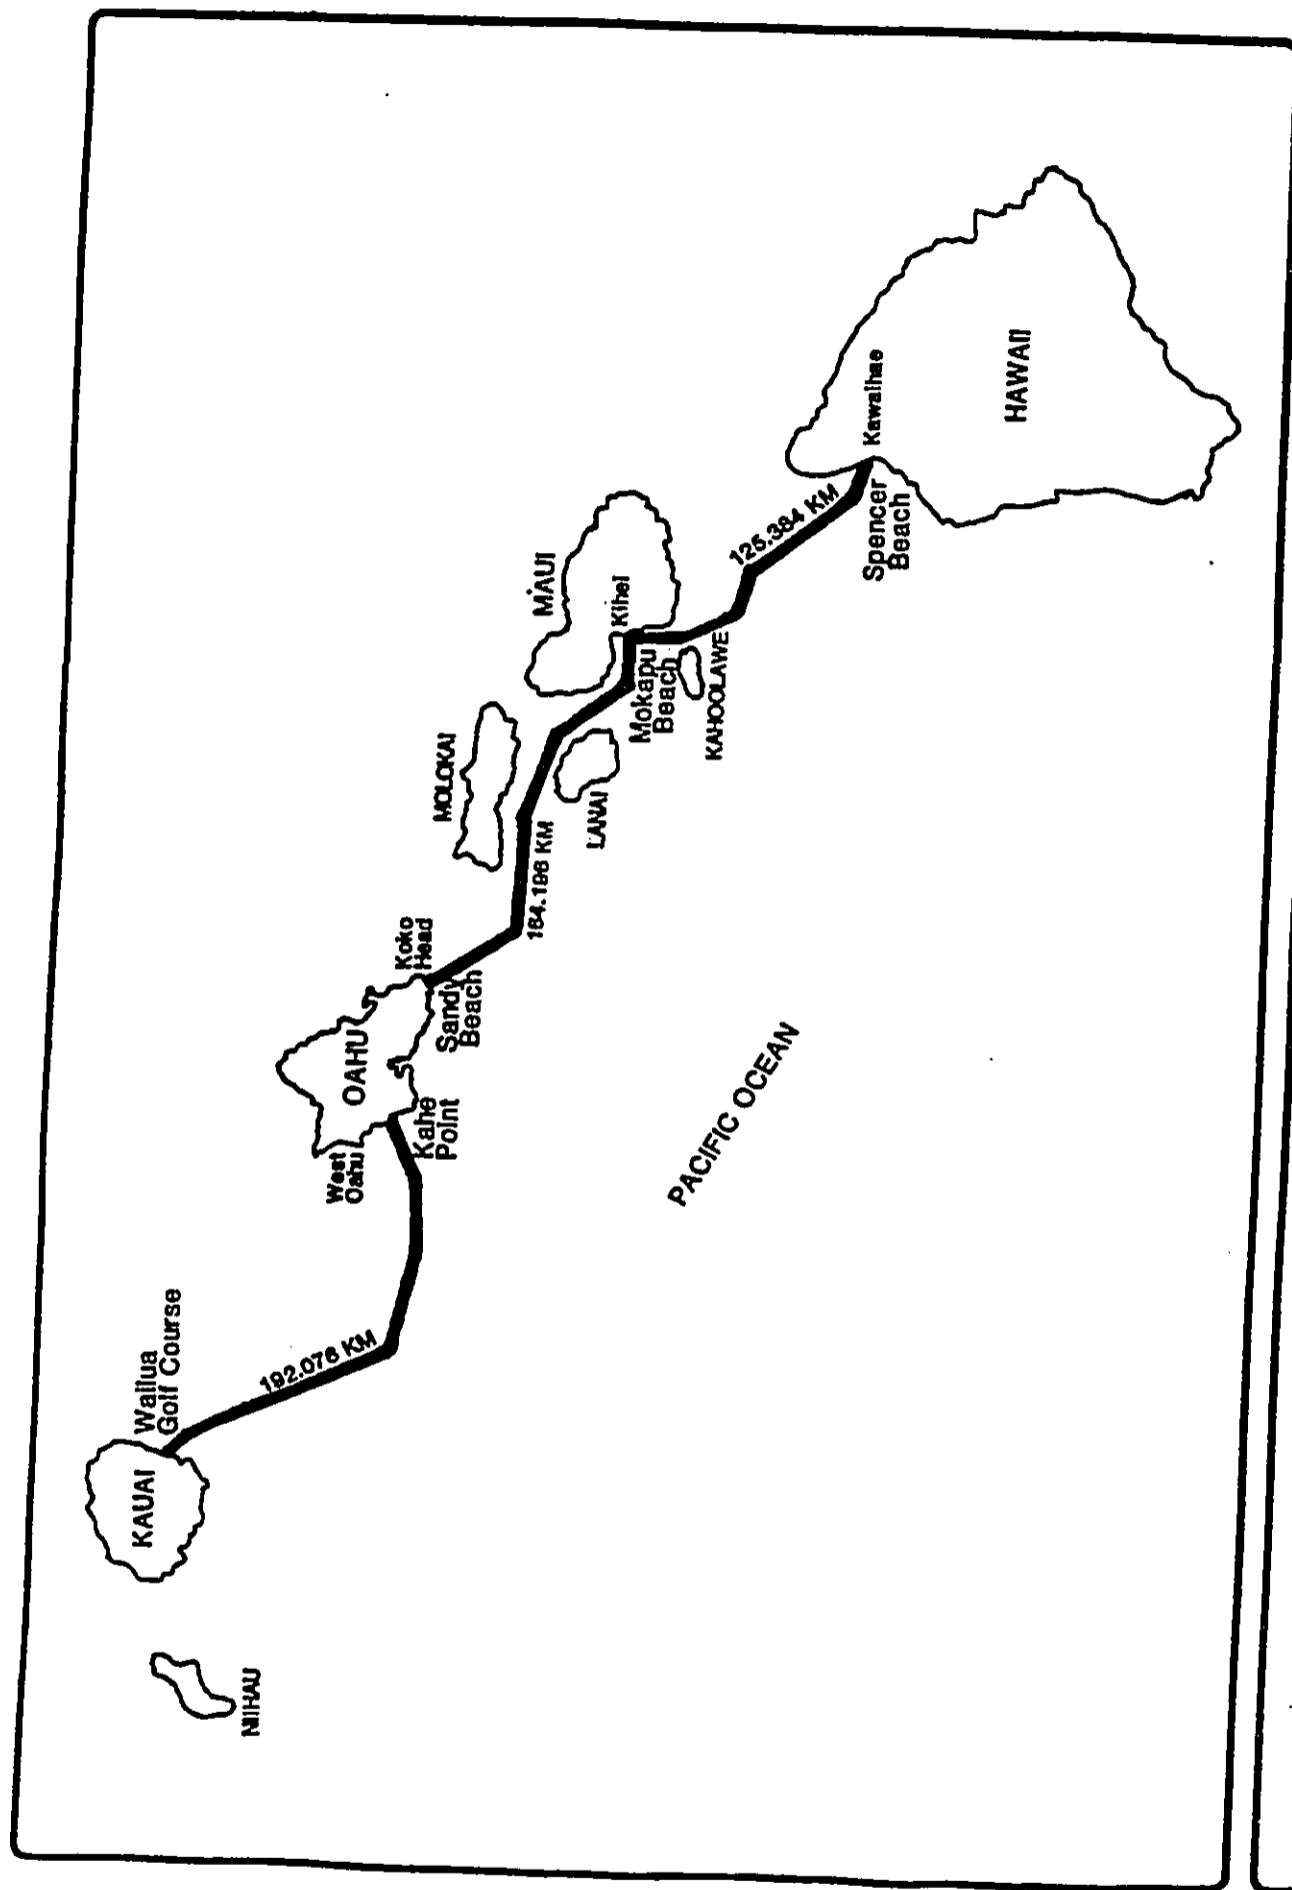 NIIHAU
KAUAI
Wailua
Golf Course
192.076 KM
West
Oahu
OAHU
Kahe
Point
Koko
Head
Sandy
Beach
MOLOKAI
164.196 KM
LANAI
MAUI
Kihei
Mokapu
Beach
KAHOOLAWE
125.384 KM
Kawaihae
Spencer
Beach
HAWAII
PACIFIC OCEAN